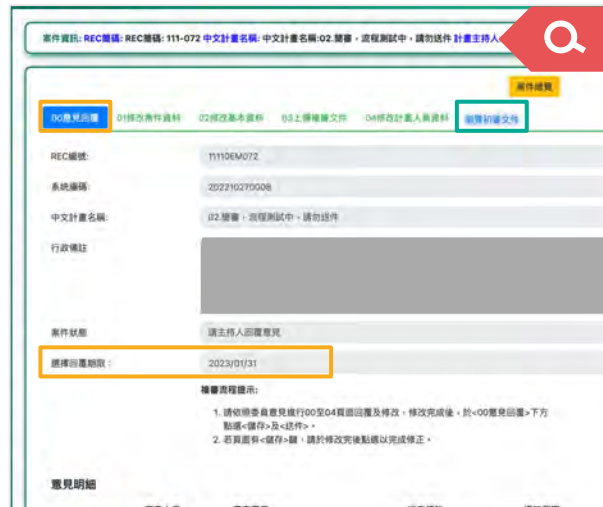 案件資訊: REC簡碼: REC簡碼: 111-072 中文計畫名稱: 中文計畫名稱:02.簡審，流程測試中，請勿送件 計畫主持人
案件總覽
00意見回覆 01修改案件資料 02修改基本資料 03上傳複審文件 04修改計畫人員資料 瀏覽初審文件
REC編號: 11110EM072
系統編碼: 202210270008
中文計畫名稱: 02.簡審，流程測試中，請勿送件
行政備註
案件狀態 請主持人回覆意見
選擇回覆期限： 2023/01/31
複審流程提示:
1. 請依照委員意見進行00至04頁面回覆及修改，修改完成後，於<00意見回覆>下方
點選<儲存>及<送件>。
2. 若頁面有<儲存>鍵，請於修改完後點選以完成修正。
意見明細